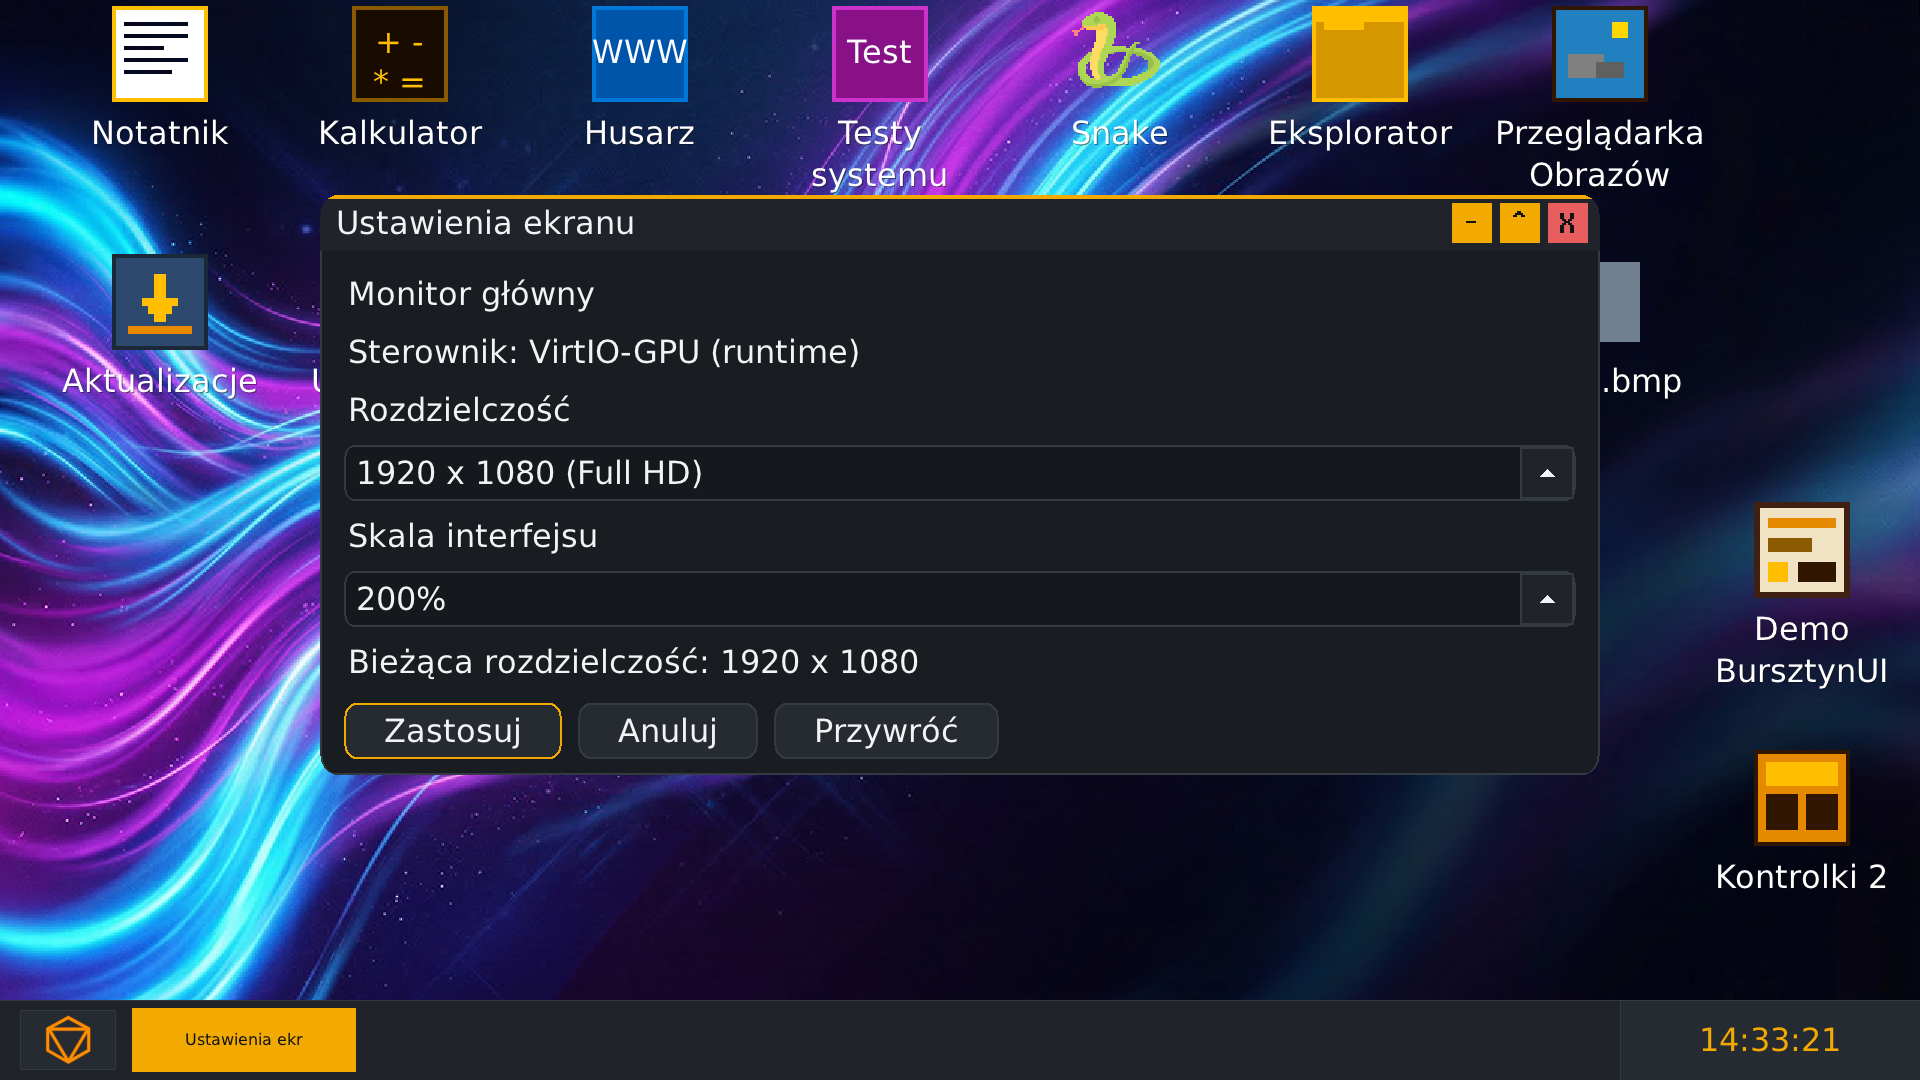 + -
* =
WWW
Test
Notatnik
Kalkulator
Husarz
Testy
systemu
Snake
Eksplorator
Przeglądarka
Obrazów
Ustawienia ekranu
- ^ X
Monitor główny
Sterownik: VirtIO-GPU (runtime)
Rozdzielczość
1920 x 1080 (Full HD)
Skala interfejsu
200%
Bieżąca rozdzielczość: 1920 x 1080
Zastosuj
Anuluj
Przywróć
Aktualizacje
.bmp
Demo
BursztynUI
Kontrolki 2
Ustawienia ekr
14:33:21